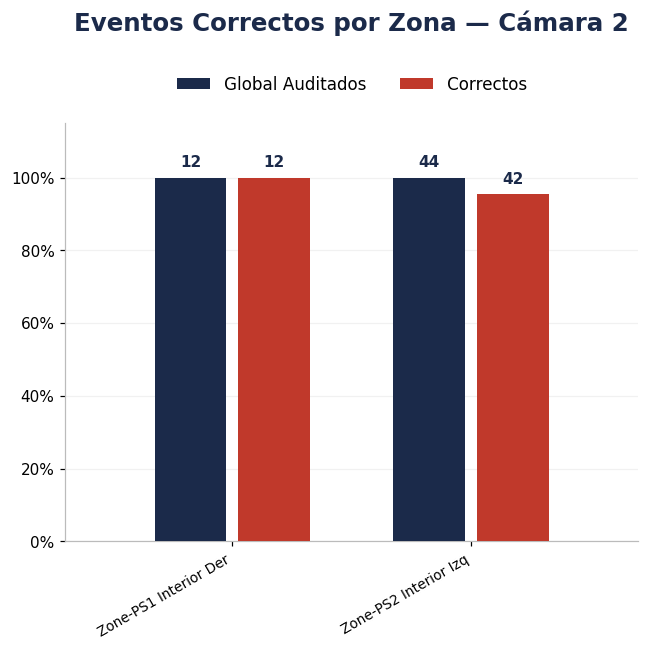 Eventos Correctos por Zona — Cámara 2
Global Auditados Correctos
12 12 44 42
100%
80%
60%
40%
20%
0%
Zone-PS1 Interior Der
Zone-PS2 Interior Izq